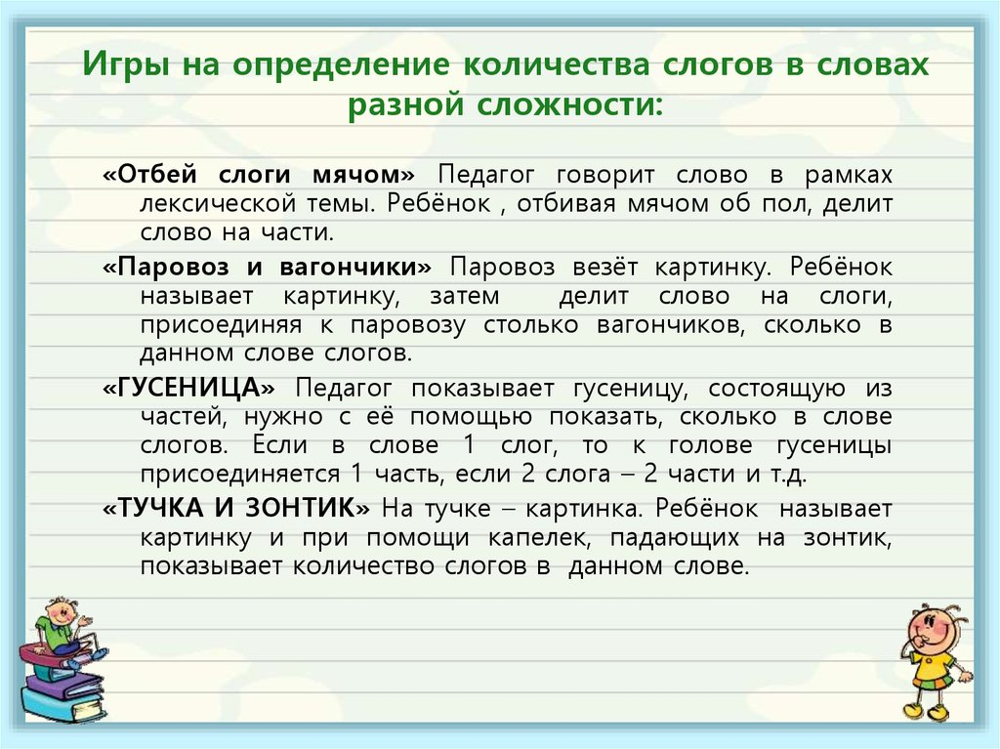 Игры на определение количества слогов в словах
разной сложности:
«Отбей слоги мячом» Педагог говорит слово в рамках
лексической темы. Ребёнок , отбивая мячом об пол, делит
слово на части.
«Паровоз и вагончики» Паровоз везёт картинку. Ребёнок
называет картинку, затем делит слово на слоги,
присоединяя к паровозу столько вагончиков, сколько в
данном слове слогов.
«ГУСЕНИЦА» Педагог показывает гусеницу, состоящую из
частей, нужно с её помощью показать, сколько в слове
слогов. Если в слове 1 слог, то к голове гусеницы
присоединяется 1 часть, если 2 слога – 2 части и т.д.
«ТУЧКА И ЗОНТИК» На тучке – картинка. Ребёнок называет
картинку и при помощи капелек, падающих на зонтик,
показывает количество слогов в данном слове.